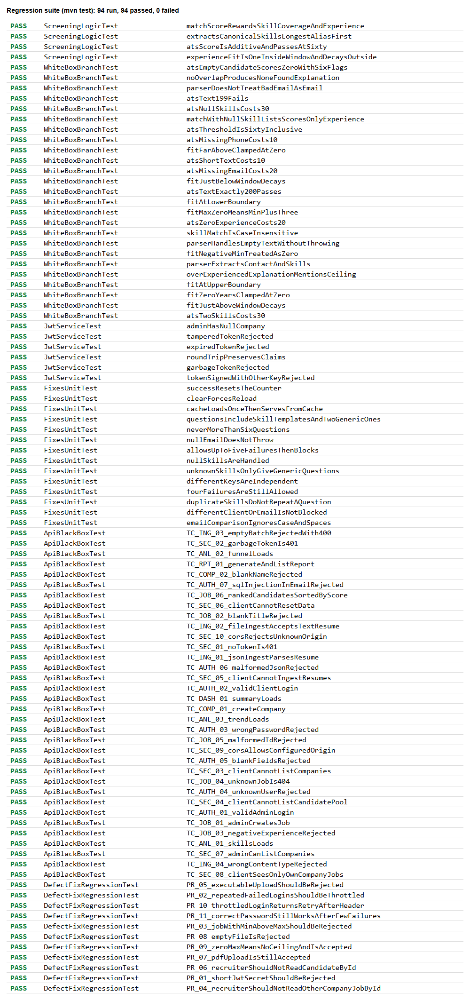 Regression suite (mvn test): 94 run, 94 passed, 0 failed
PASS ScreeningLogicTest matchScoreRewardsSkillCoverageAndExperience
PASS ScreeningLogicTest extractsCanonicalSkillsLongestAliasFirst
PASS ScreeningLogicTest atsScoreIsAdditiveAndPassesAtSixty
PASS ScreeningLogicTest experienceFitIsOneInsideWindowAndDecaysOutside
PASS WhiteBoxBranchTest atsEmptyCandidateScoresZeroWithSixFlags
PASS WhiteBoxBranchTest noOverlapProducesNoneFoundExplanation
PASS WhiteBoxBranchTest parserDoesNotTreatBadEmailAsEmail
PASS WhiteBoxBranchTest atsText199Fails
PASS WhiteBoxBranchTest atsNullSkillsCosts30
PASS WhiteBoxBranchTest matchWithNullSkillListsScoresOnlyExperience
PASS WhiteBoxBranchTest atsThresholdIsSixtyInclusive
PASS WhiteBoxBranchTest atsMissingPhoneCosts10
PASS WhiteBoxBranchTest fitFarAboveClampedAtZero
PASS WhiteBoxBranchTest atsShortTextCosts10
PASS WhiteBoxBranchTest atsMissingEmailCosts20
PASS WhiteBoxBranchTest fitJustBelowWindowDecays
PASS WhiteBoxBranchTest atsTextExactly200Passes
PASS WhiteBoxBranchTest fitAtLowerBoundary
PASS WhiteBoxBranchTest fitMaxZeroMeansMinPlusThree
PASS WhiteBoxBranchTest atsZeroExperienceCosts20
PASS WhiteBoxBranchTest skillMatchIsCaseInsensitive
PASS WhiteBoxBranchTest parserHandlesEmptyTextWithoutThrowing
PASS WhiteBoxBranchTest fitNegativeMinTreatedAsZero
PASS WhiteBoxBranchTest parserExtractsContactAndSkills
PASS WhiteBoxBranchTest overExperiencedExplanationMentionsCeiling
PASS WhiteBoxBranchTest fitAtUpperBoundary
PASS WhiteBoxBranchTest fitZeroYearsClampedAtZero
PASS WhiteBoxBranchTest fitJustAboveWindowDecays
PASS WhiteBoxBranchTest atsTwoSkillsCosts30
PASS JwtServiceTest adminHasNullCompany
PASS JwtServiceTest tamperedTokenRejected
PASS JwtServiceTest expiredTokenRejected
PASS JwtServiceTest roundTripPreservesClaims
PASS JwtServiceTest garbageTokenRejected
PASS JwtServiceTest tokenSignedWithOtherKeyRejected
PASS FixesUnitTest successResetsTheCounter
PASS FixesUnitTest clearForcesReload
PASS FixesUnitTest cacheLoadsOnceThenServesFromCache
PASS FixesUnitTest questionsIncludeSkillTemplatesAndTwoGenericOnes
PASS FixesUnitTest neverMoreThanSixQuestions
PASS FixesUnitTest nullEmailDoesNotThrow
PASS FixesUnitTest allowsUpToFiveFailuresThenBlocks
PASS FixesUnitTest nullSkillsAreHandled
PASS FixesUnitTest unknownSkillsOnlyGiveGenericQuestions
PASS FixesUnitTest differentKeysAreIndependent
PASS FixesUnitTest fourFailuresAreStillAllowed
PASS FixesUnitTest duplicateSkillsDoNotRepeatAQuestion
PASS FixesUnitTest differentClientOrEmailIsNotBlocked
PASS FixesUnitTest emailComparisonIgnoresCaseAndSpaces
PASS ApiBlackBoxTest TC_ING_03_emptyBatchRejectedWith400
PASS ApiBlackBoxTest TC_SEC_02_garbageTokenIs401
PASS ApiBlackBoxTest TC_ANL_02_funnelLoads
PASS ApiBlackBoxTest TC_RPT_01_generateAndListReport
PASS ApiBlackBoxTest TC_COMP_02_blankNameRejected
PASS ApiBlackBoxTest TC_AUTH_07_sqlInjectionInEmailRejected
PASS ApiBlackBoxTest TC_JOB_06_rankedCandidatesSortedByScore
PASS ApiBlackBoxTest TC_SEC_06_clientCannotResetData
PASS ApiBlackBoxTest TC_JOB_02_blankTitleRejected
PASS ApiBlackBoxTest TC_ING_02_fileIngestAcceptsTextResume
PASS ApiBlackBoxTest TC_SEC_10_corsRejectsUnknownOrigin
PASS ApiBlackBoxTest TC_SEC_01_noTokenIs401
PASS ApiBlackBoxTest TC_ING_01_jsonIngestParsesResume
PASS ApiBlackBoxTest TC_AUTH_06_malformedJsonRejected
PASS ApiBlackBoxTest TC_SEC_05_clientCannotIngestResumes
PASS ApiBlackBoxTest TC_AUTH_02_validClientLogin
PASS ApiBlackBoxTest TC_DASH_01_summaryLoads
PASS ApiBlackBoxTest TC_COMP_01_createCompany
PASS ApiBlackBoxTest TC_ANL_03_trendLoads
PASS ApiBlackBoxTest TC_AUTH_03_wrongPasswordRejected
PASS ApiBlackBoxTest TC_JOB_05_malformedIdRejected
PASS ApiBlackBoxTest TC_SEC_09_corsAllowsConfiguredOrigin
PASS ApiBlackBoxTest TC_AUTH_05_blankFieldsRejected
PASS ApiBlackBoxTest TC_SEC_03_clientCannotListCompanies
PASS ApiBlackBoxTest TC_JOB_04_unknownJobIs404
PASS ApiBlackBoxTest TC_AUTH_04_unknownUserRejected
PASS ApiBlackBoxTest TC_SEC_04_clientCannotListCandidatePool
PASS ApiBlackBoxTest TC_AUTH_01_validAdminLogin
PASS ApiBlackBoxTest TC_JOB_01_adminCreatesJob
PASS ApiBlackBoxTest TC_JOB_03_negativeExperienceRejected
PASS ApiBlackBoxTest TC_ANL_01_skillsLoads
PASS ApiBlackBoxTest TC_SEC_07_adminCanListCompanies
PASS ApiBlackBoxTest TC_ING_04_wrongContentTypeRejected
PASS ApiBlackBoxTest TC_SEC_08_clientSeesOnlyOwnCompanyJobs
PASS DefectFixRegressionTest PR_05_executableUploadShouldBeRejected
PASS DefectFixRegressionTest PR_02_repeatedFailedLoginsShouldBeThrottled
PASS DefectFixRegressionTest PR_10_throttledLoginReturnsRetryAfterHeader
PASS DefectFixRegressionTest PR_11_correctPasswordStillWorksAfterFewFailures
PASS DefectFixRegressionTest PR_03_jobWithMinAboveMaxShouldBeRejected
PASS DefectFixRegressionTest PR_08_emptyFileIsRejected
PASS DefectFixRegressionTest PR_09_zeroMaxMeansNoCeilingAndIsAccepted
PASS DefectFixRegressionTest PR_07_pdfUploadIsStillAccepted
PASS DefectFixRegressionTest PR_06_recruiterShouldNotReadCandidateById
PASS DefectFixRegressionTest PR_01_shortJwtSecretShouldBeRejected
PASS DefectFixRegressionTest PR_04_recruiterShouldNotReadOtherCompanyJobById